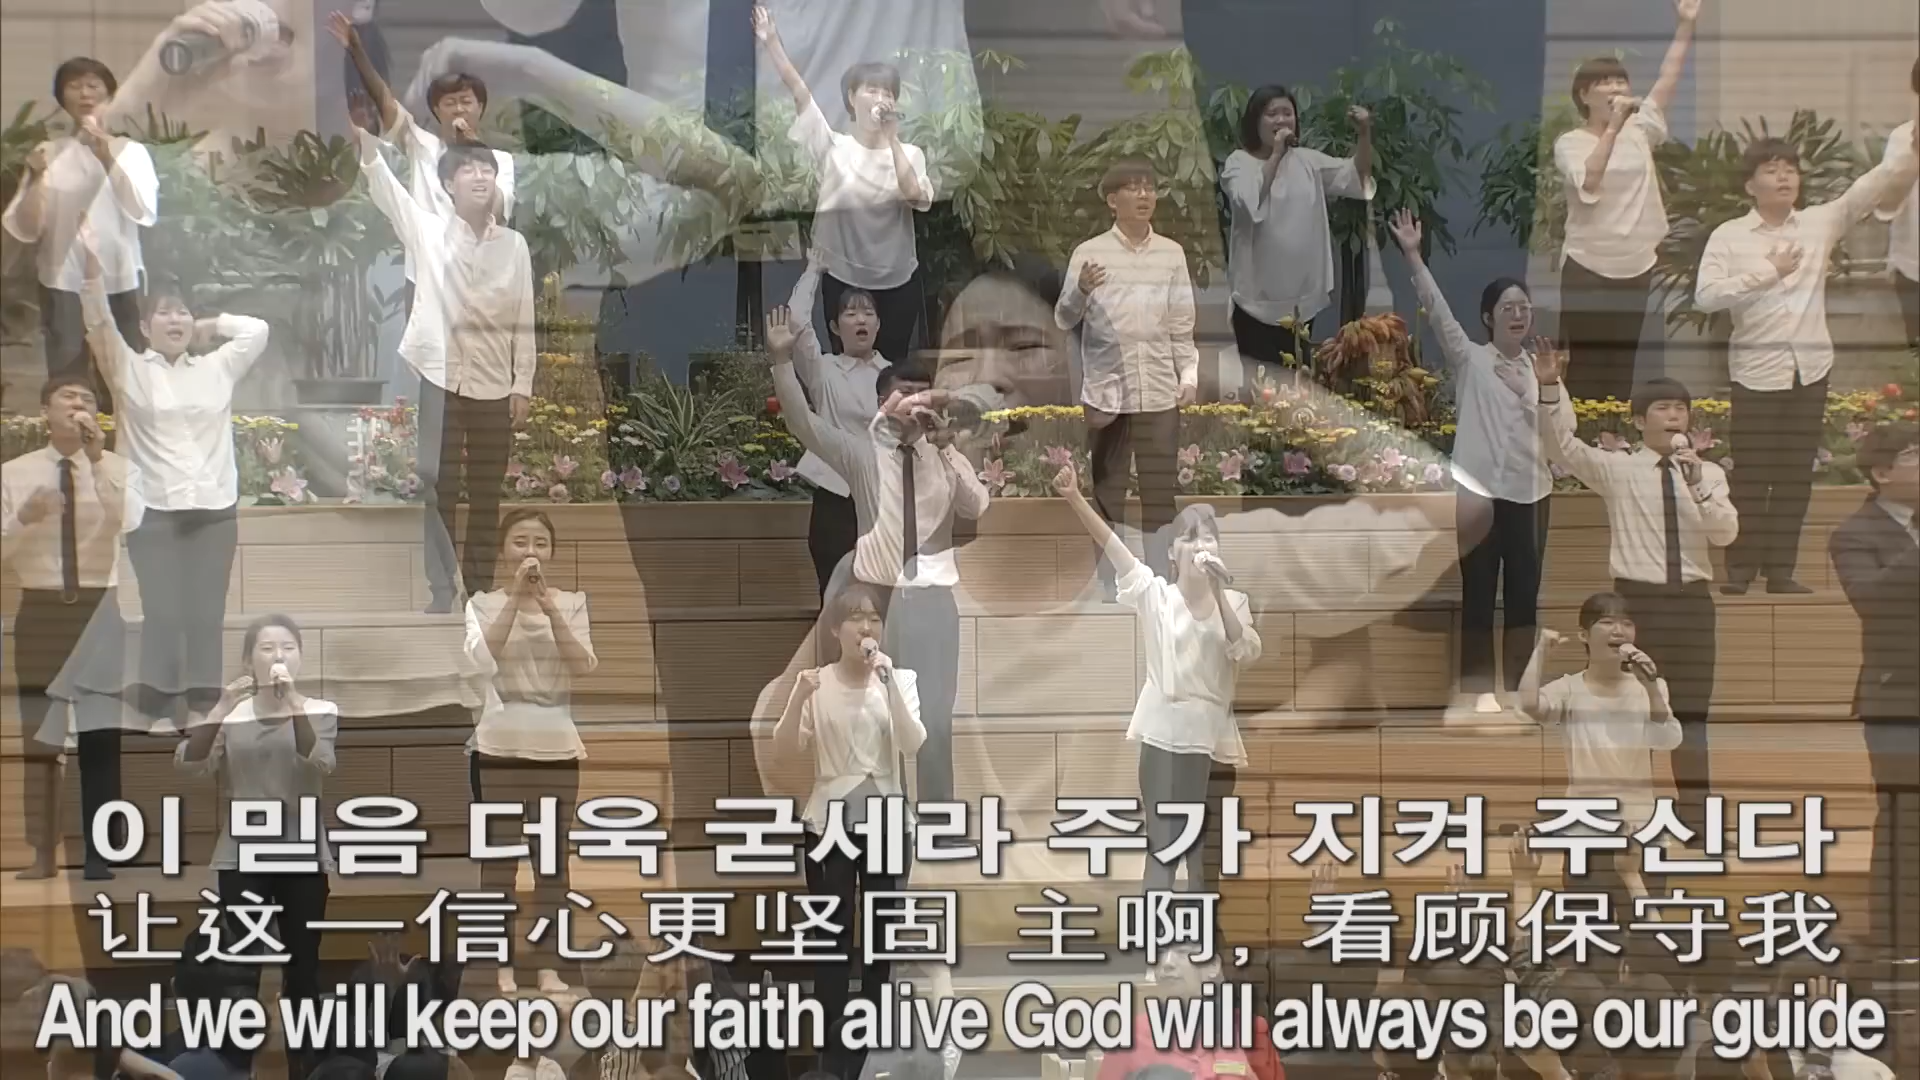 이 믿음 더욱 굳세라 주가 지켜 주신다
让这一信心更坚固 主啊, 看顾保守我
And we will keep our faith alive God will always be our guide